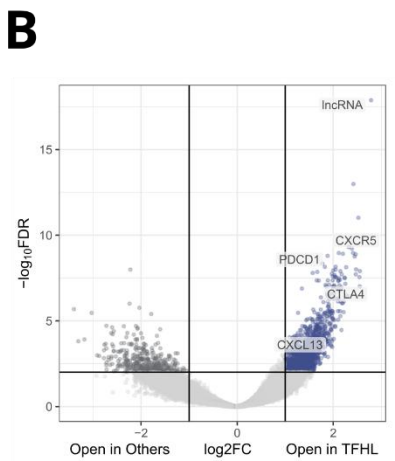 B
lncRNA
15
10
CXCR5
PDCD1
CTLA4
5
CXCL13
0
−log10FDR
−2 0 2
Open in Others log2FC Open in TFHL